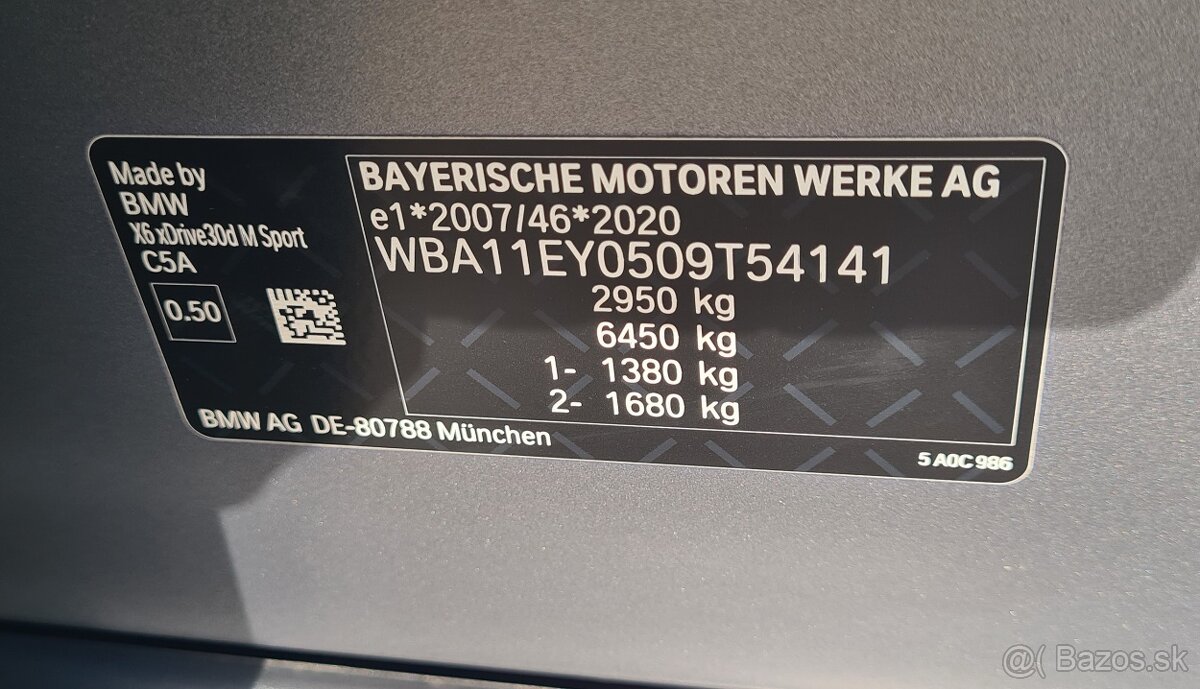 Made by
BMW
X6 xDrive30d M Sport
C5A
0.50
BAYERISCHE MOTOREN WERKE AG
e1*2007/46*2020
WBA11EY0509T54141
2950 kg
6450 kg
1- 1380 kg
2- 1680 kg
BMW AG DE-80788 München
5 A0C 986
@( Bazos.sk